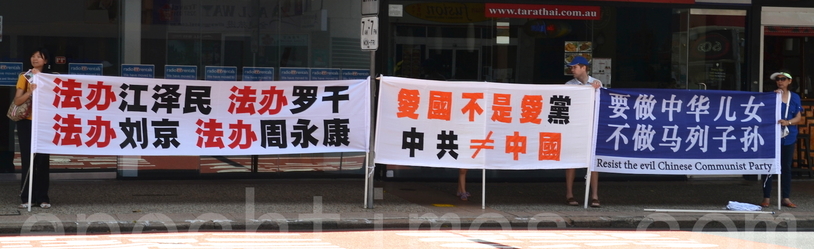 www.tarathai.com.au
法办江泽民 法办罗干
法办刘京 法办周永康
愛國不是愛黨
中共≠中國
要做中华儿女
不做马列子孙
Resist the evil Chinese Communist Party
epochtimes.com